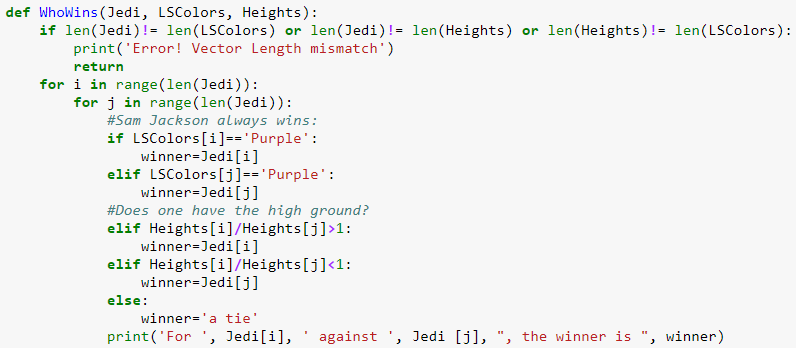 def WhoWins(Jedi, LSColors, Heights):
    if len(Jedi)!= len(LSColors) or len(Jedi)!= len(Heights) or len(Heights)!= len(LSColors):
        print('Error! Vector Length mismatch')
        return
    for i in range(len(Jedi)):
        for j in range(len(Jedi)):
            #Sam Jackson always wins:
            if LSColors[i]=='Purple':
                winner=Jedi[i]
            elif LSColors[j]=='Purple':
                winner=Jedi[j]
            #Does one have the high ground?
            elif Heights[i]/Heights[j]>1:
                winner=Jedi[i]
            elif Heights[i]/Heights[j]<1:
                winner=Jedi[j]
            else:
                winner='a tie'
            print('For ', Jedi[i], ' against ', Jedi [j], ", the winner is ", winner)